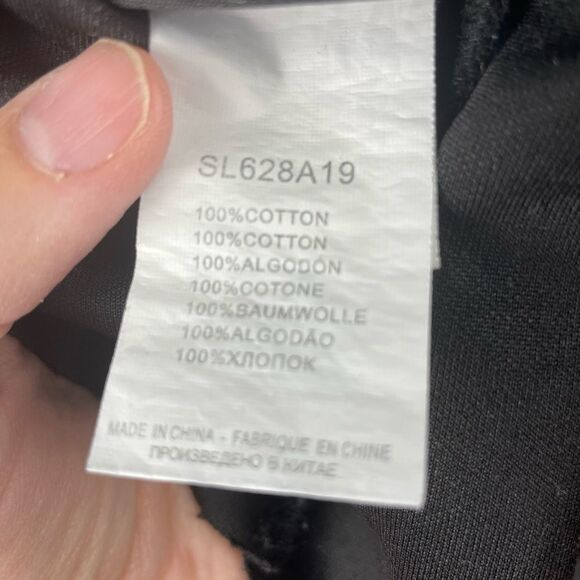 SL628A19
100%COTTON
100%COTTON
100%ALGODÓN
100%COTONE
100%BAUMWOLLE
100%ALGODÃO
100%ХЛОПОК
MADE IN CHINA - FABRIQUE EN CHINE
ПРОИЗВЕДЕНО В КИТАЕ